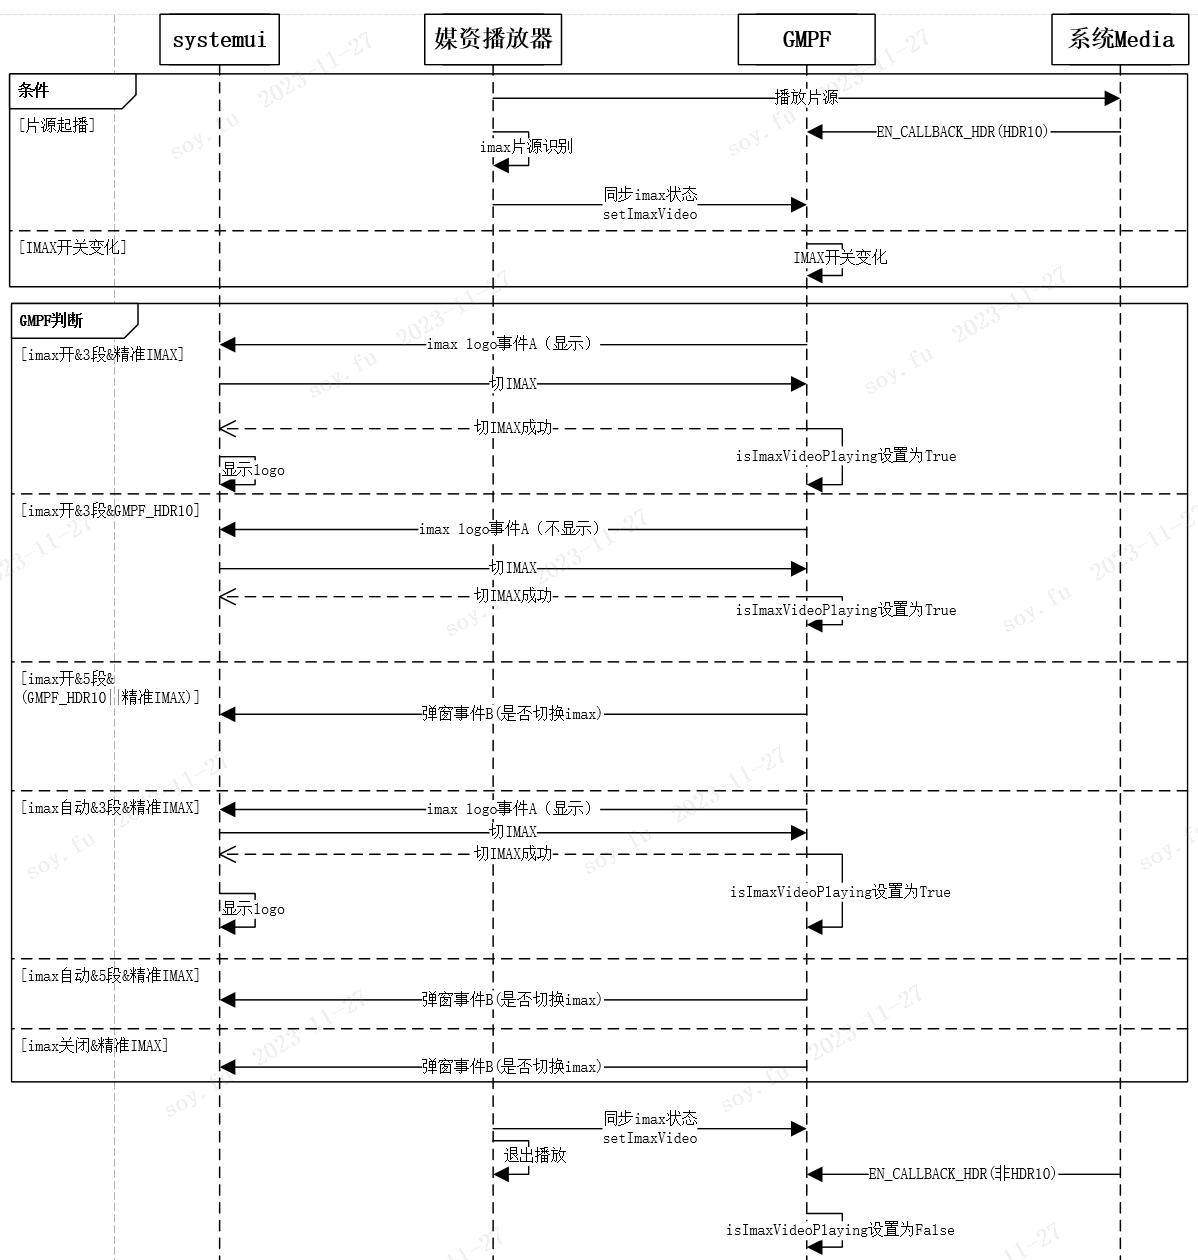 systemui
媒资播放器
GMPF
系统Media
条件
播放片源
[片源起播]
EN_CALLBACK_HDR(HDR10)
imax片源识别
同步imax状态
setImaxVideo
[IMAX开关变化]
IMAX开关变化
GMPF判断
imax logo事件A（显示）
[imax开&3段&精准IMAX]
切IMAX
切IMAX成功
isImaxVideoPlaying设置为True
显示logo
[imax开&3段&GMPF_HDR10]
imax logo事件A（不显示）
切IMAX
切IMAX成功
isImaxVideoPlaying设置为True
[imax开&5段&
(GMPF_HDR10||精准IMAX)]
弹窗事件B(是否切换imax)
[imax自动&3段&精准IMAX]
imax logo事件A（显示）
切IMAX
切IMAX成功
isImaxVideoPlaying设置为True
显示logo
[imax自动&5段&精准IMAX]
弹窗事件B(是否切换imax)
[imax关闭&精准IMAX]
弹窗事件B(是否切换imax)
同步imax状态
setImaxVideo
退出播放
EN_CALLBACK_HDR(非HDR10)
isImaxVideoPlaying设置为False
soy.fu 2023-11-27